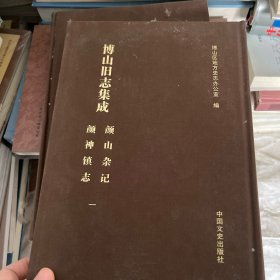 博山旧志集成
颜山杂记
颜神镇志
一
博山区地方史志办公室 编
中国文史出版社